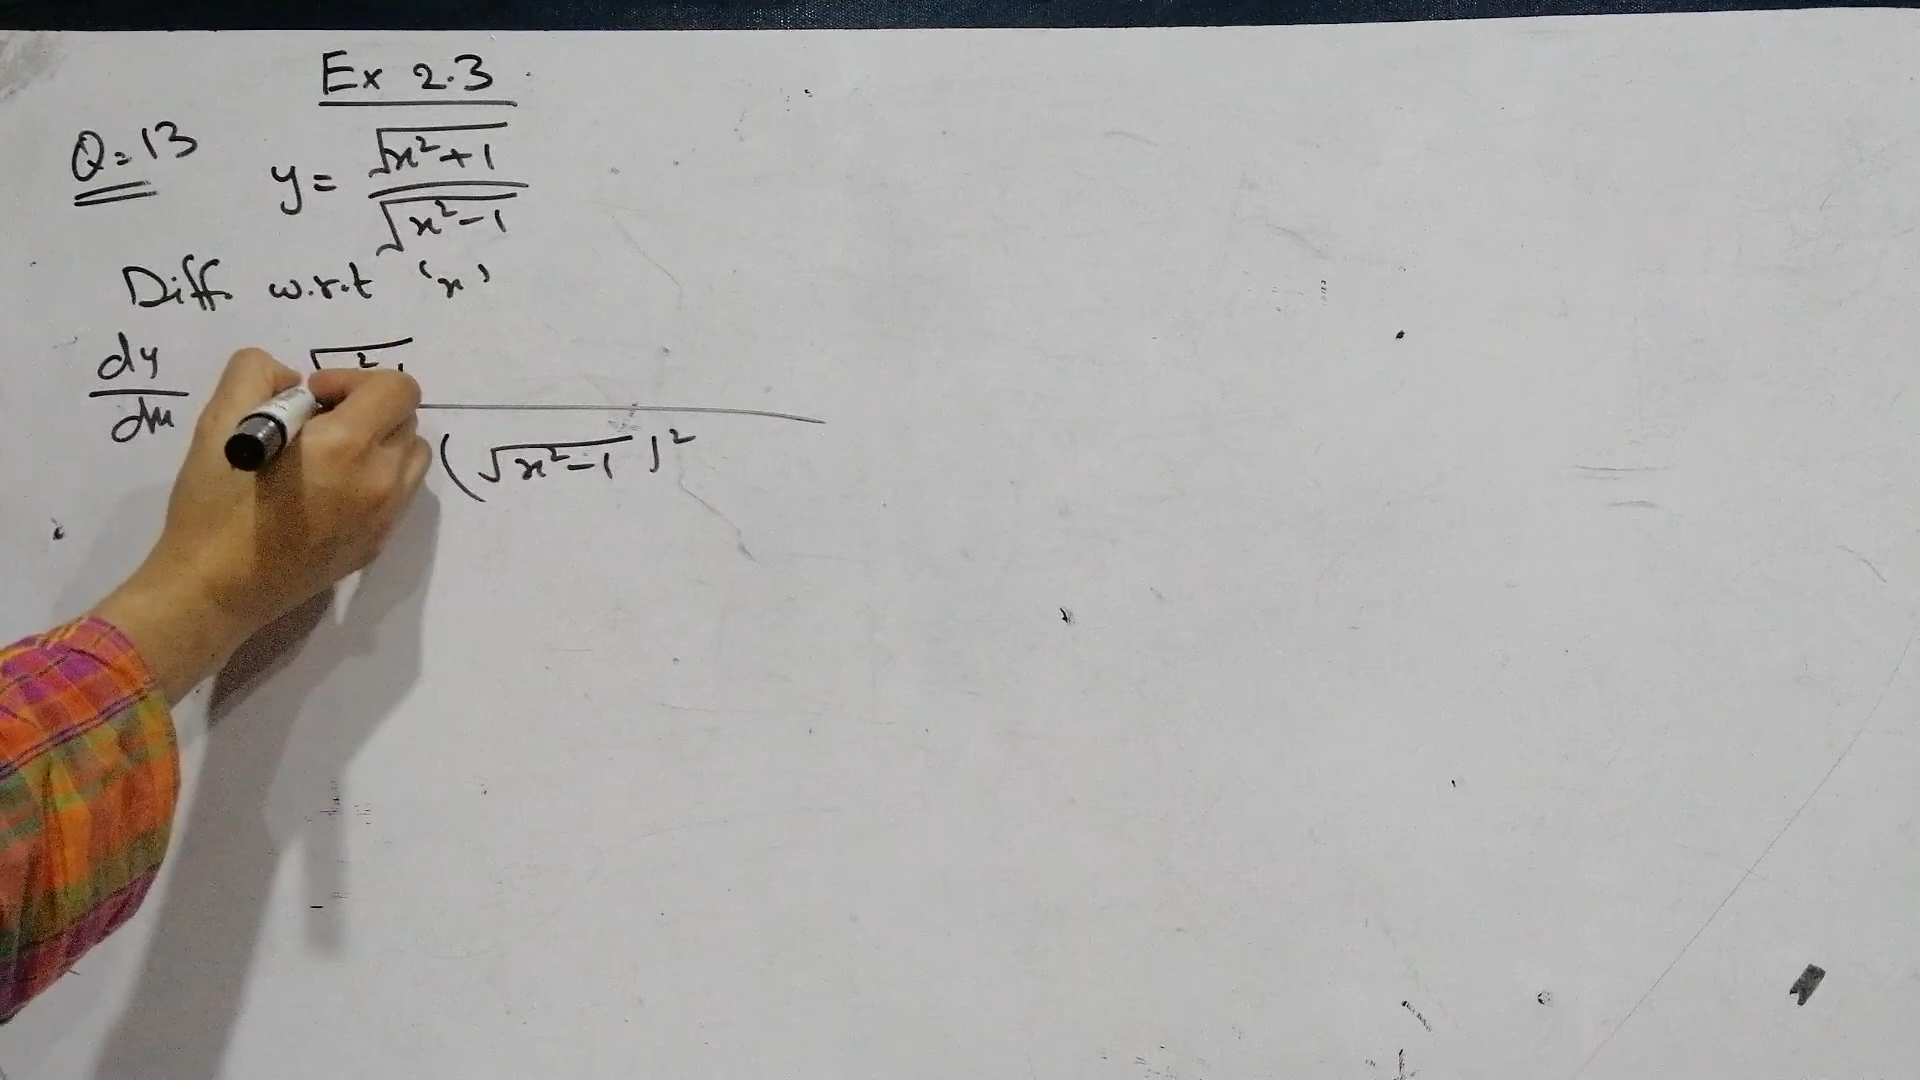 Ex 2.3
Q=13 y= √x²+1 / √x²-1
Diff. w.r.t 'x'
dy/dx
(√x²-1)²